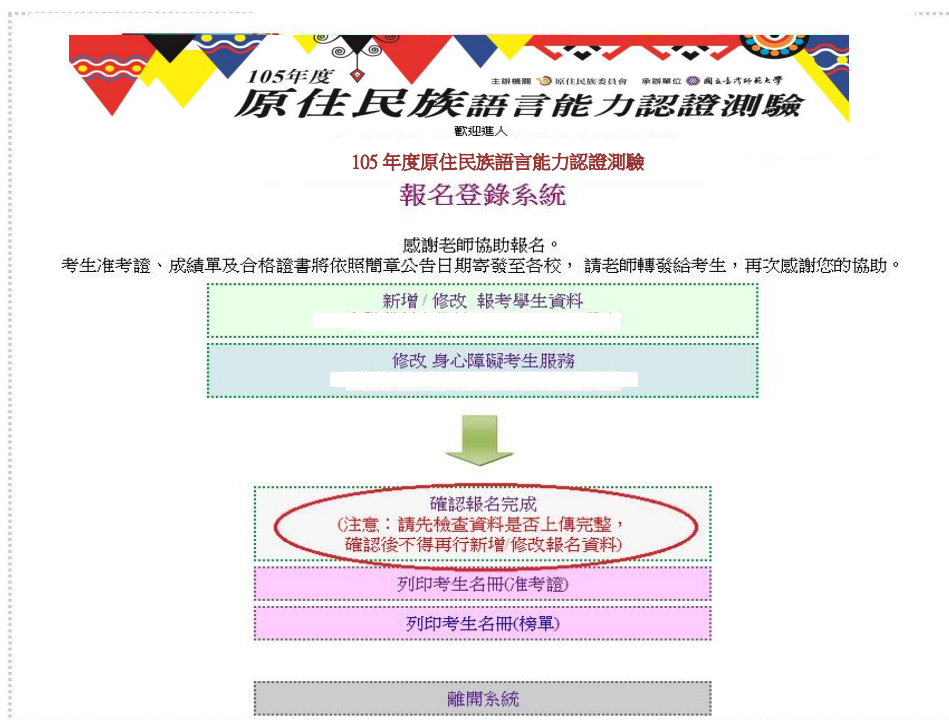 105年度
主辦機關 原住民族委員會 承辦單位 國立臺灣師範大學
原住民族語言能力認證測驗
歡迎進入
105 年度原住民族語言能力認證測驗
報名登錄系統
感謝老師協助報名。
考生准考證、成績單及合格證書將依照簡章公告日期寄發至各校， 請老師轉發給考生，再次感謝您的協助。
新增 / 修改 報考學生資料
修改 身心障礙考生服務
確認報名完成
(注意：請先檢查資料是否上傳完整，
確認後不得再行新增/修改報名資料)
列印考生名冊(准考證)
列印考生名冊(榜單)
離開系統